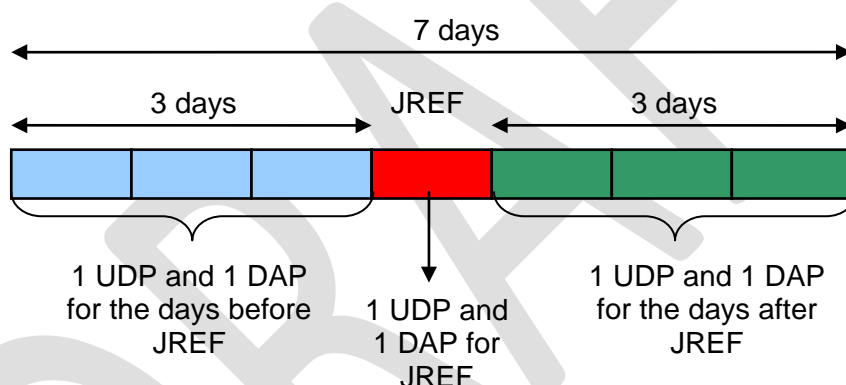 7 days
3 days
JREF
3 days
1 UDP and 1 DAP
for the days before
JREF
1 UDP and
1 DAP for
JREF
1 UDP and 1 DAP
for the days after
JREF